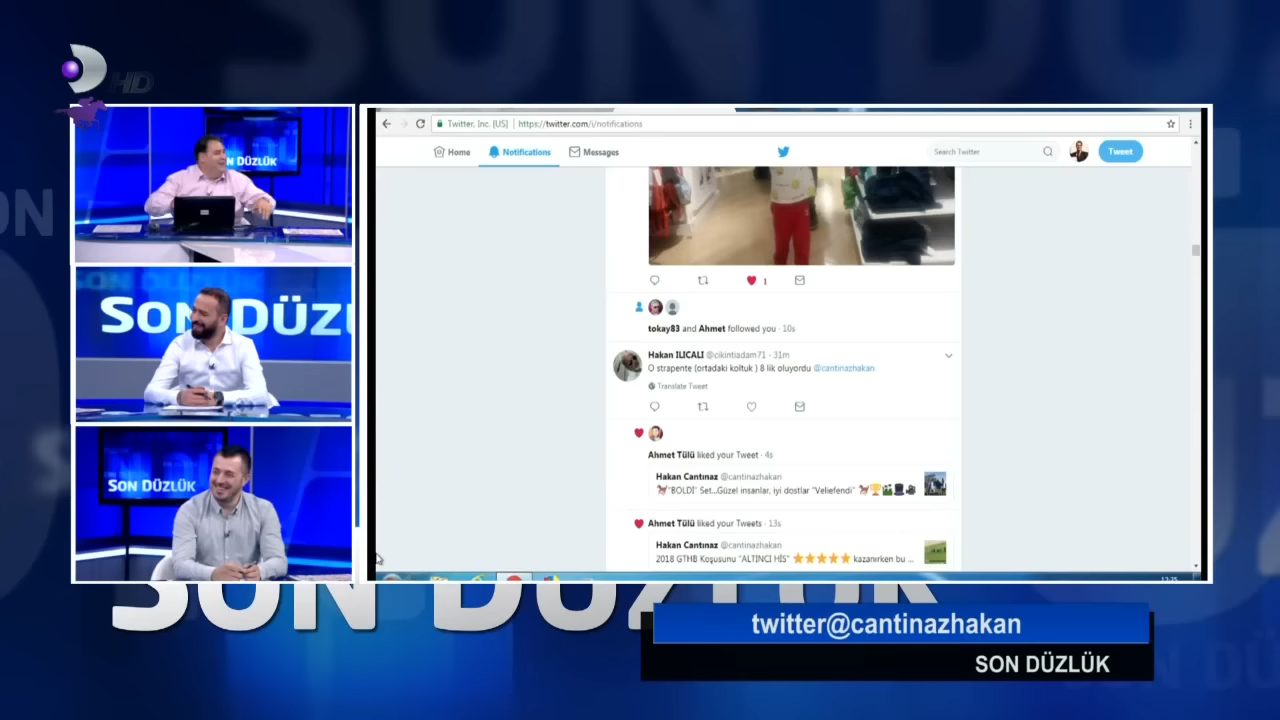 HD
N DÜZLÜK
SON DÜZL
SON DÜZLÜK
Twitter, Inc. [US] | https://twitter.com/i/notifications
Home Notifications Messages Search Twitter Tweet
1
tokay83 and Ahmet followed you · 10s
Hakan ILICALI @cikintiadam71 · 31m
O strapente (ortadaki koltuk ) 8 lik oluyordu @cantinazhakan
Translate Tweet
Ahmet Tülü liked your Tweet · 4s
Hakan Cantınaz @cantinazhakan
"BOLDİ" Set...Güzel insanlar, iyi dostlar "Veliefendi"
Ahmet Tülü liked your Tweets · 13s
Hakan Cantınaz @cantinazhakan
2018 GTHB Koşusunu "ALTINCI HİS" ⭐⭐⭐⭐⭐ kazanırken bu ...
SON DÜZLÜK
twitter@cantinazhakan
SON DÜZLÜK